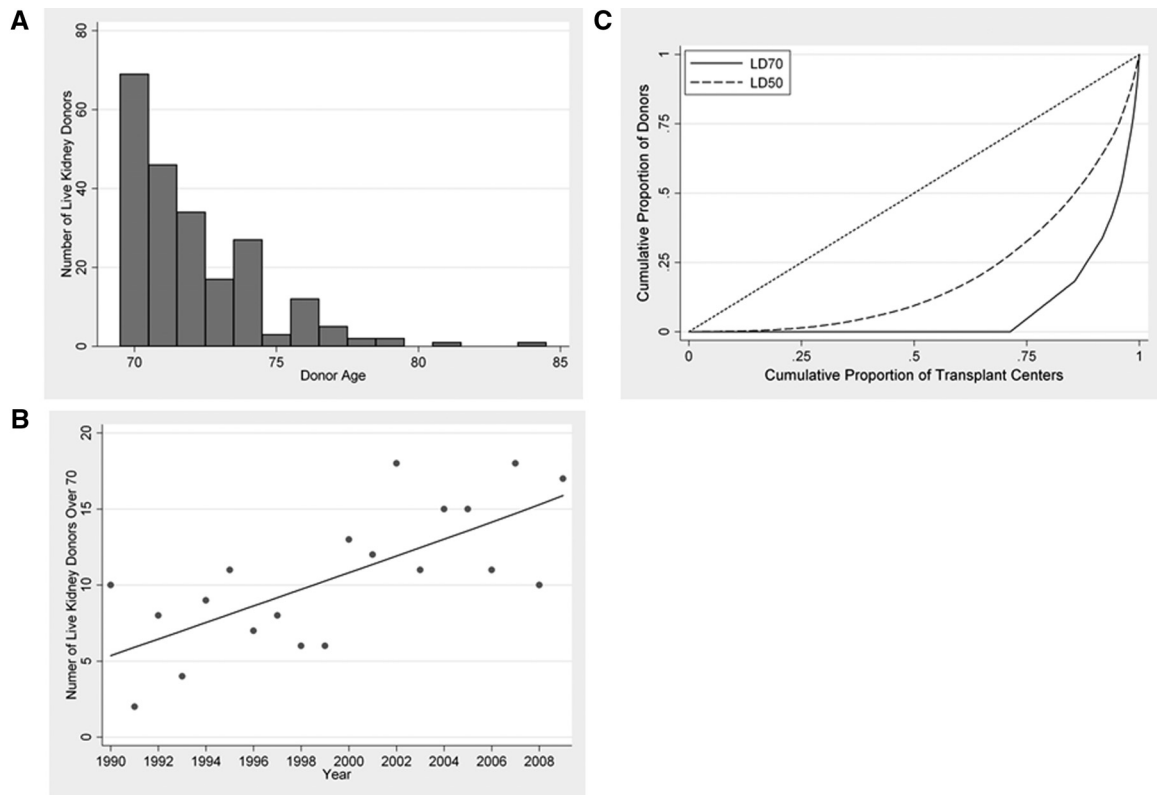 A
80
60
40
20
0
Number of Live Kidney Donors
70 75 80 85
Donor Age
B
20
15
10
5
0
Numer of Live Kidney Donors Over 70
1990 1992 1994 1996 1998 2000 2002 2004 2006 2008
Year
C
LD70
LD50
1
.75
.5
.25
0
Cumulative Proportion of Donors
0 .25 .5 .75 1
Cumulative Proportion of Transplant Centers